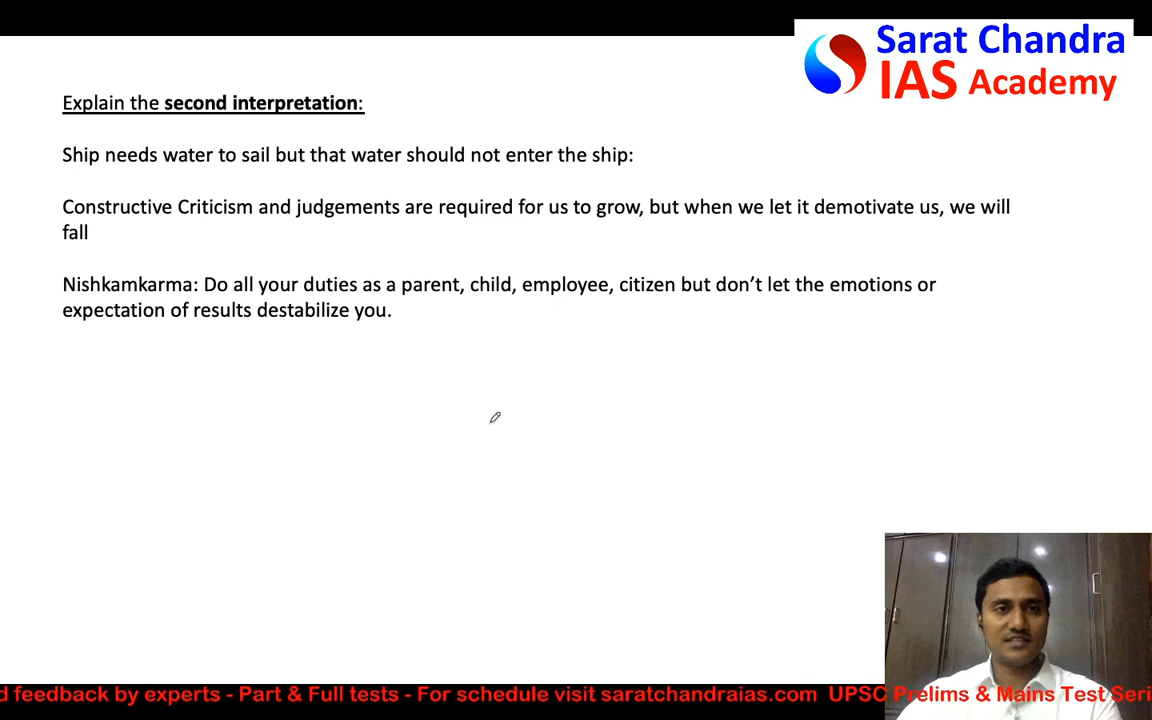 Sarat Chandra
IAS Academy
Explain the second interpretation:
Ship needs water to sail but that water should not enter the ship:
Constructive Criticism and judgements are required for us to grow, but when we let it demotivate us, we will
fall
Nishkamkarma: Do all your duties as a parent, child, employee, citizen but don’t let the emotions or
expectation of results destabilize you.
d feedback by experts - Part & Full tests - For schedule visit saratchandraias.com UPSC Prelims & Mains Test Seri